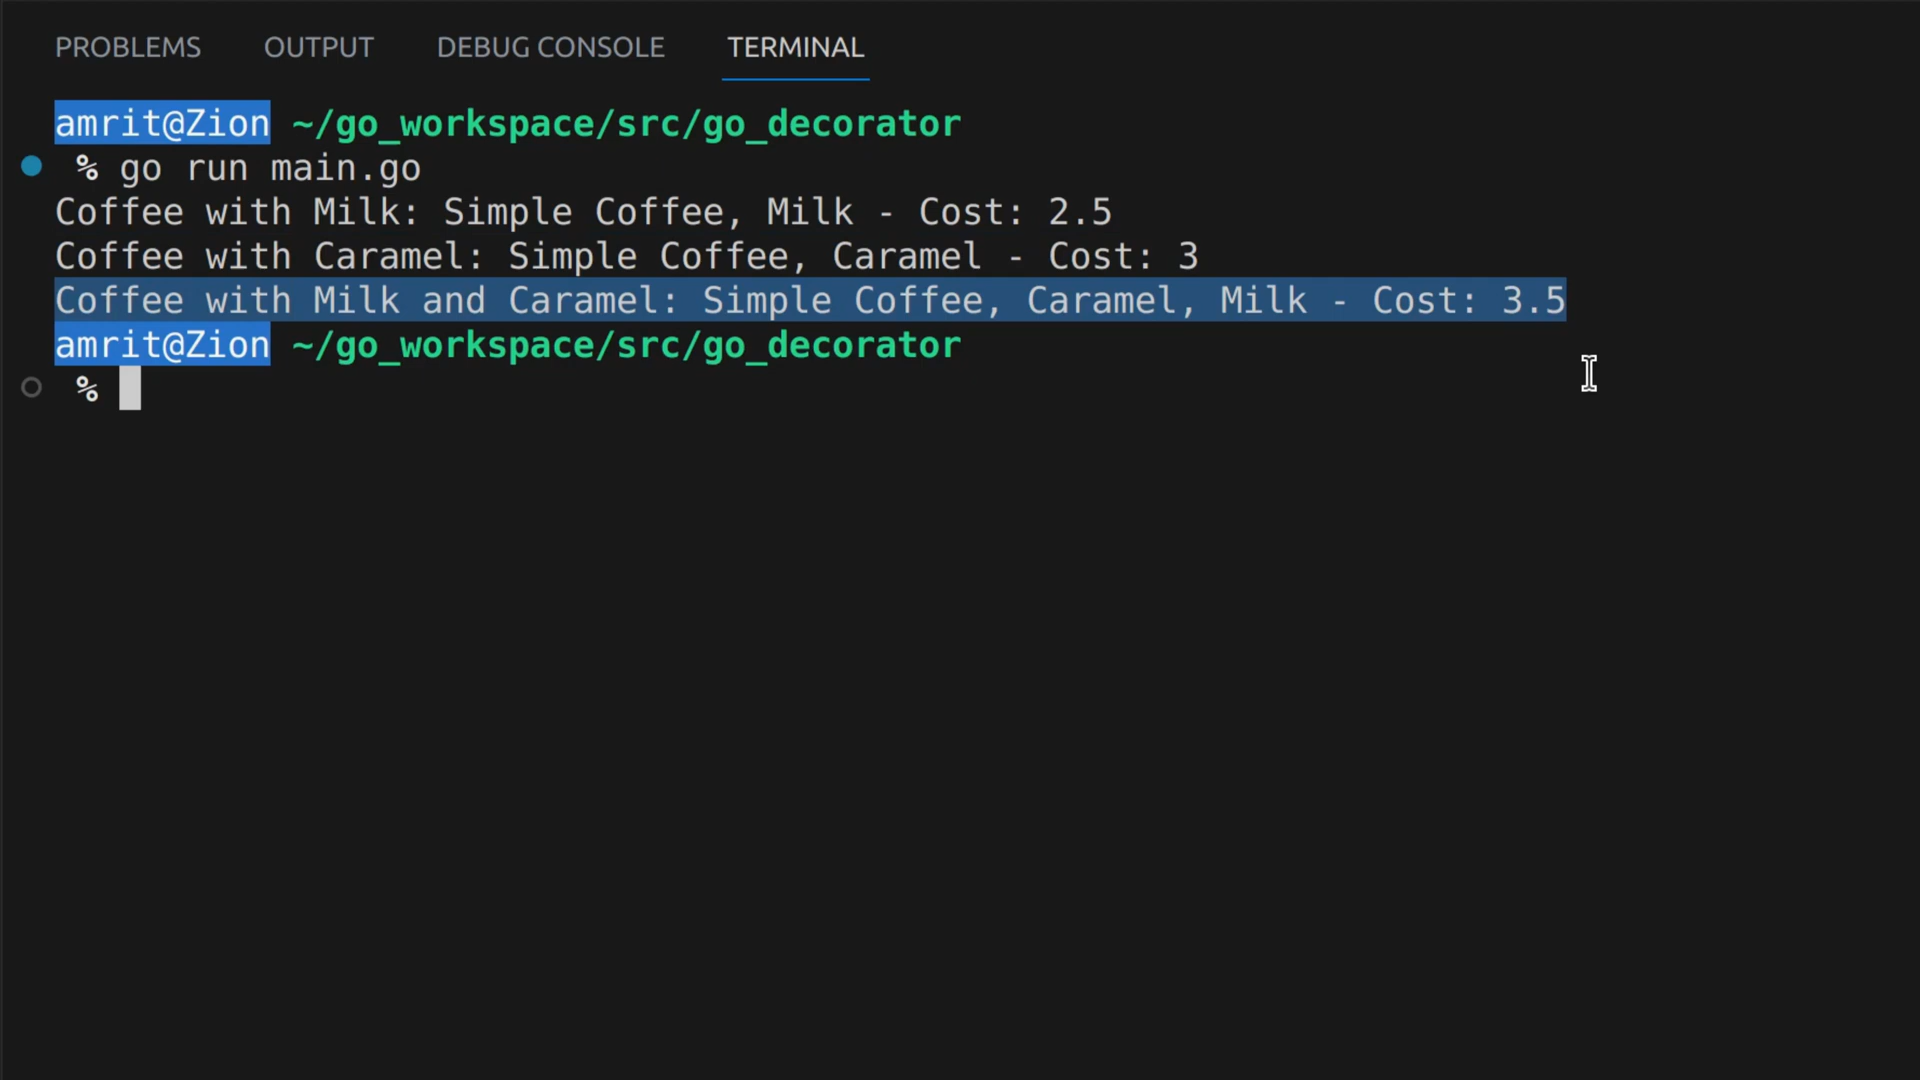 PROBLEMS OUTPUT DEBUG CONSOLE TERMINAL
amrit@Zion ~/go_workspace/src/go_decorator
% go run main.go
Coffee with Milk: Simple Coffee, Milk - Cost: 2.5
Coffee with Caramel: Simple Coffee, Caramel - Cost: 3
Coffee with Milk and Caramel: Simple Coffee, Caramel, Milk - Cost: 3.5
amrit@Zion ~/go_workspace/src/go_decorator
%